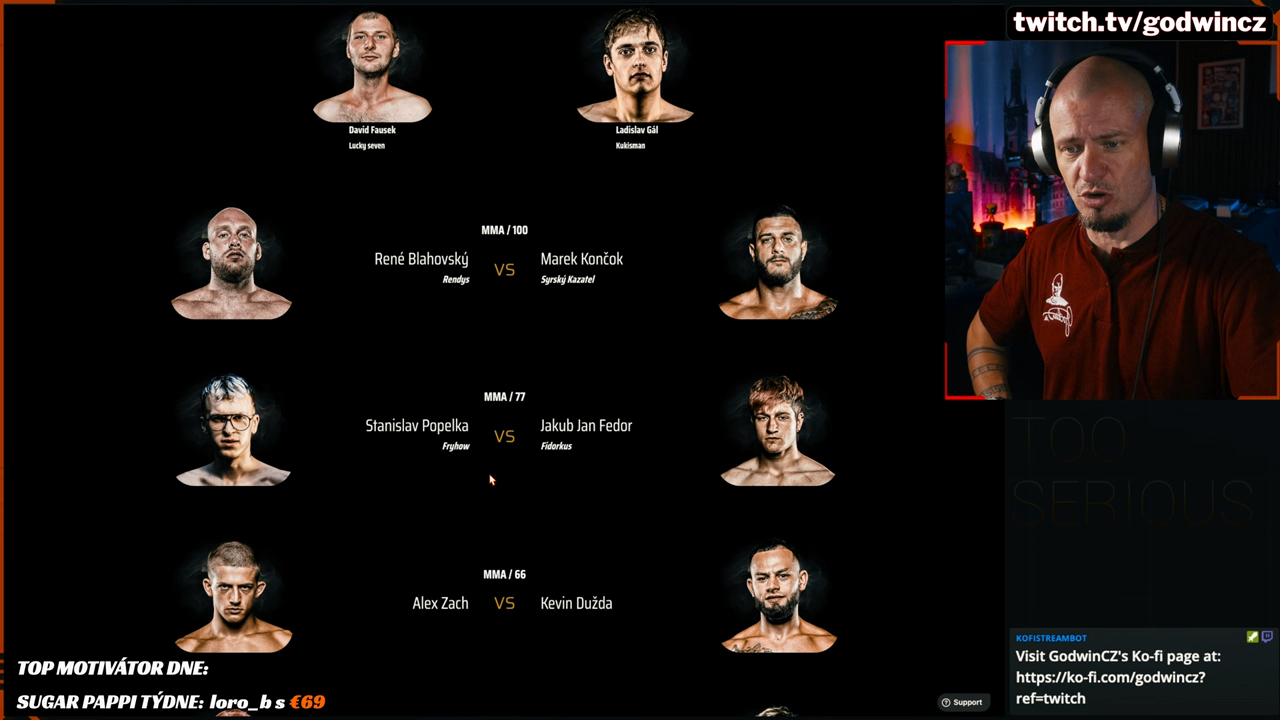 twitch.tv/godwincz
David Fausek
Lucky seven
Ladislav Gál
Kukisman
MMA / 100
René Blahovský
VS
Marek Končok
Rendys
Syrský Kazatel
MMA / 77
Stanislav Popelka
VS
Jakub Jan Fedor
Fryhow
Fidorkus
MMA / 66
Alex Zach
VS
Kevin Dužda
TOO
SERIOUS
TOP MOTIVÁTOR DNE:
SUGAR PAPPI TÝDNE: loro_b s €69
Support
KOFISTREAMBOT
Visit GodwinCZ's Ko-fi page at:
https://ko-fi.com/godwincz?
ref=twitch